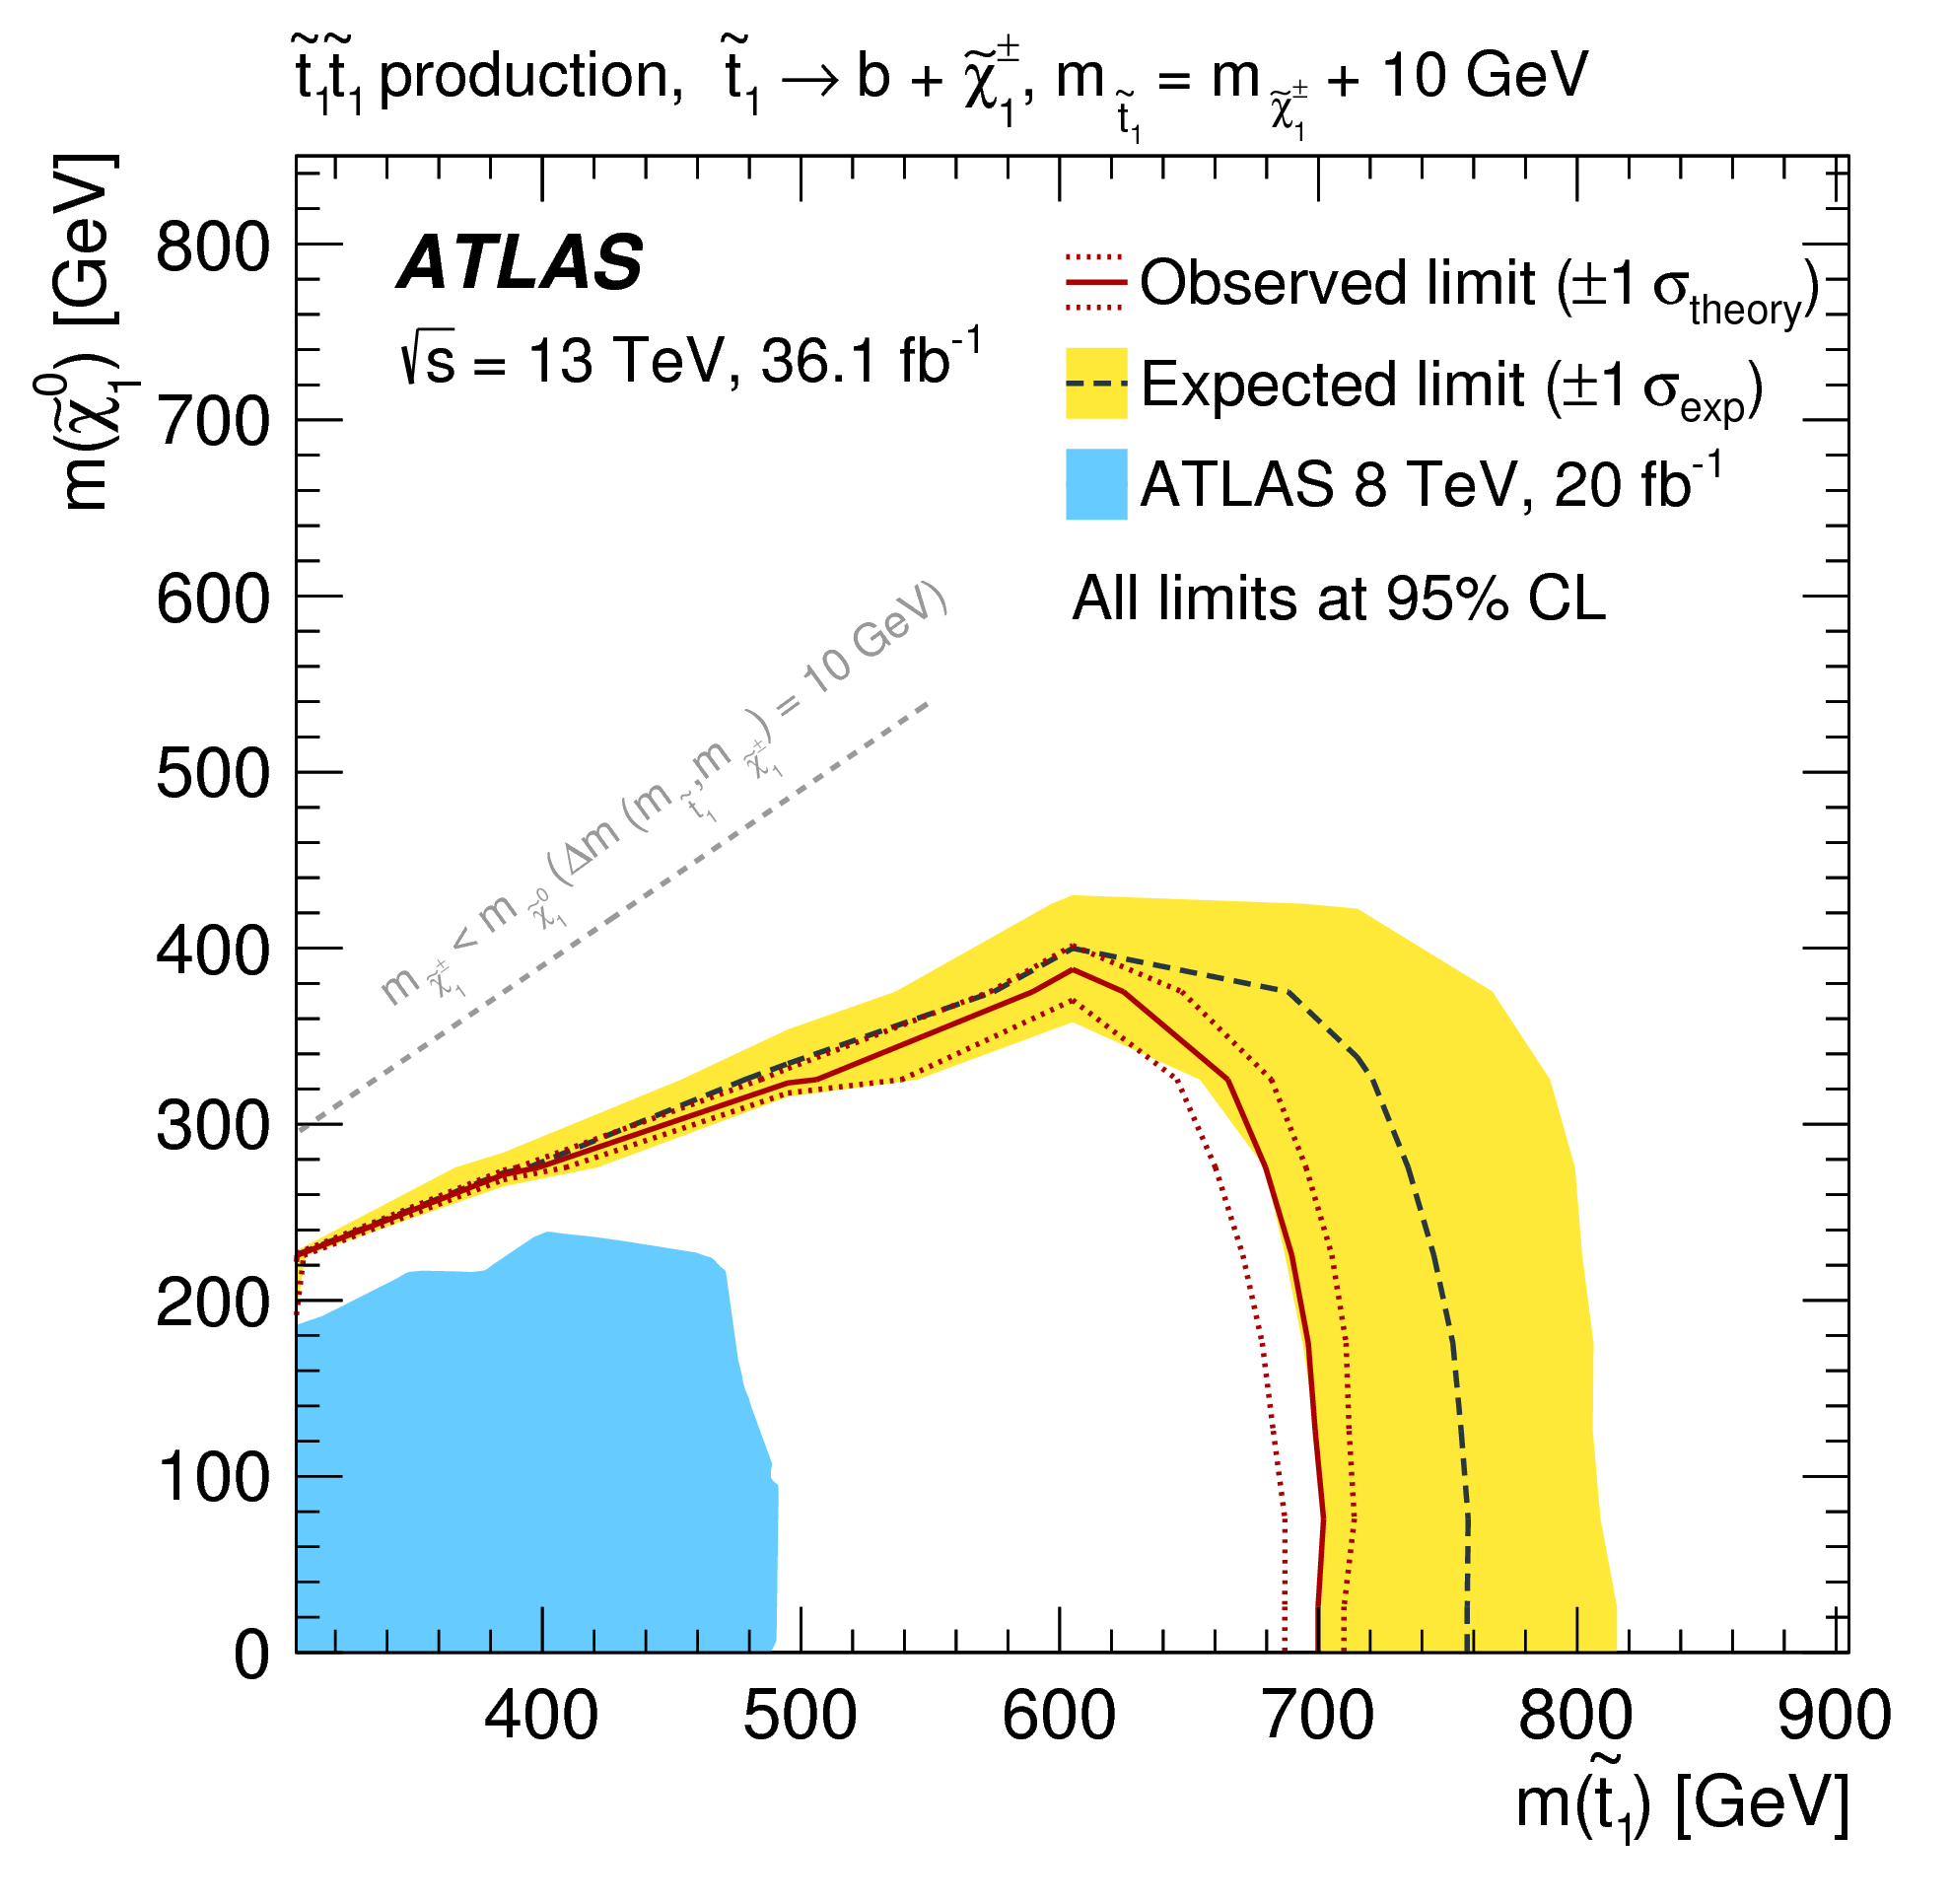 t̃₁t̃₁ production, t̃₁ → b + χ̃₁^±, m_t̃₁ = m_χ̃₁^± + 10 GeV
m(χ̃₁⁰) [GeV]
800
700
600
500
400
300
200
100
0
ATLAS
√s = 13 TeV, 36.1 fb⁻¹
Observed limit (±1 σ_theory)
Expected limit (±1 σ_exp)
ATLAS 8 TeV, 20 fb⁻¹
All limits at 95% CL
m_χ̃₁^± < m_χ̃₁⁰ (Δm (m_t̃₁, m_χ̃₁^±) = 10 GeV)
400 500 600 700 800 900
m(t̃₁) [GeV]